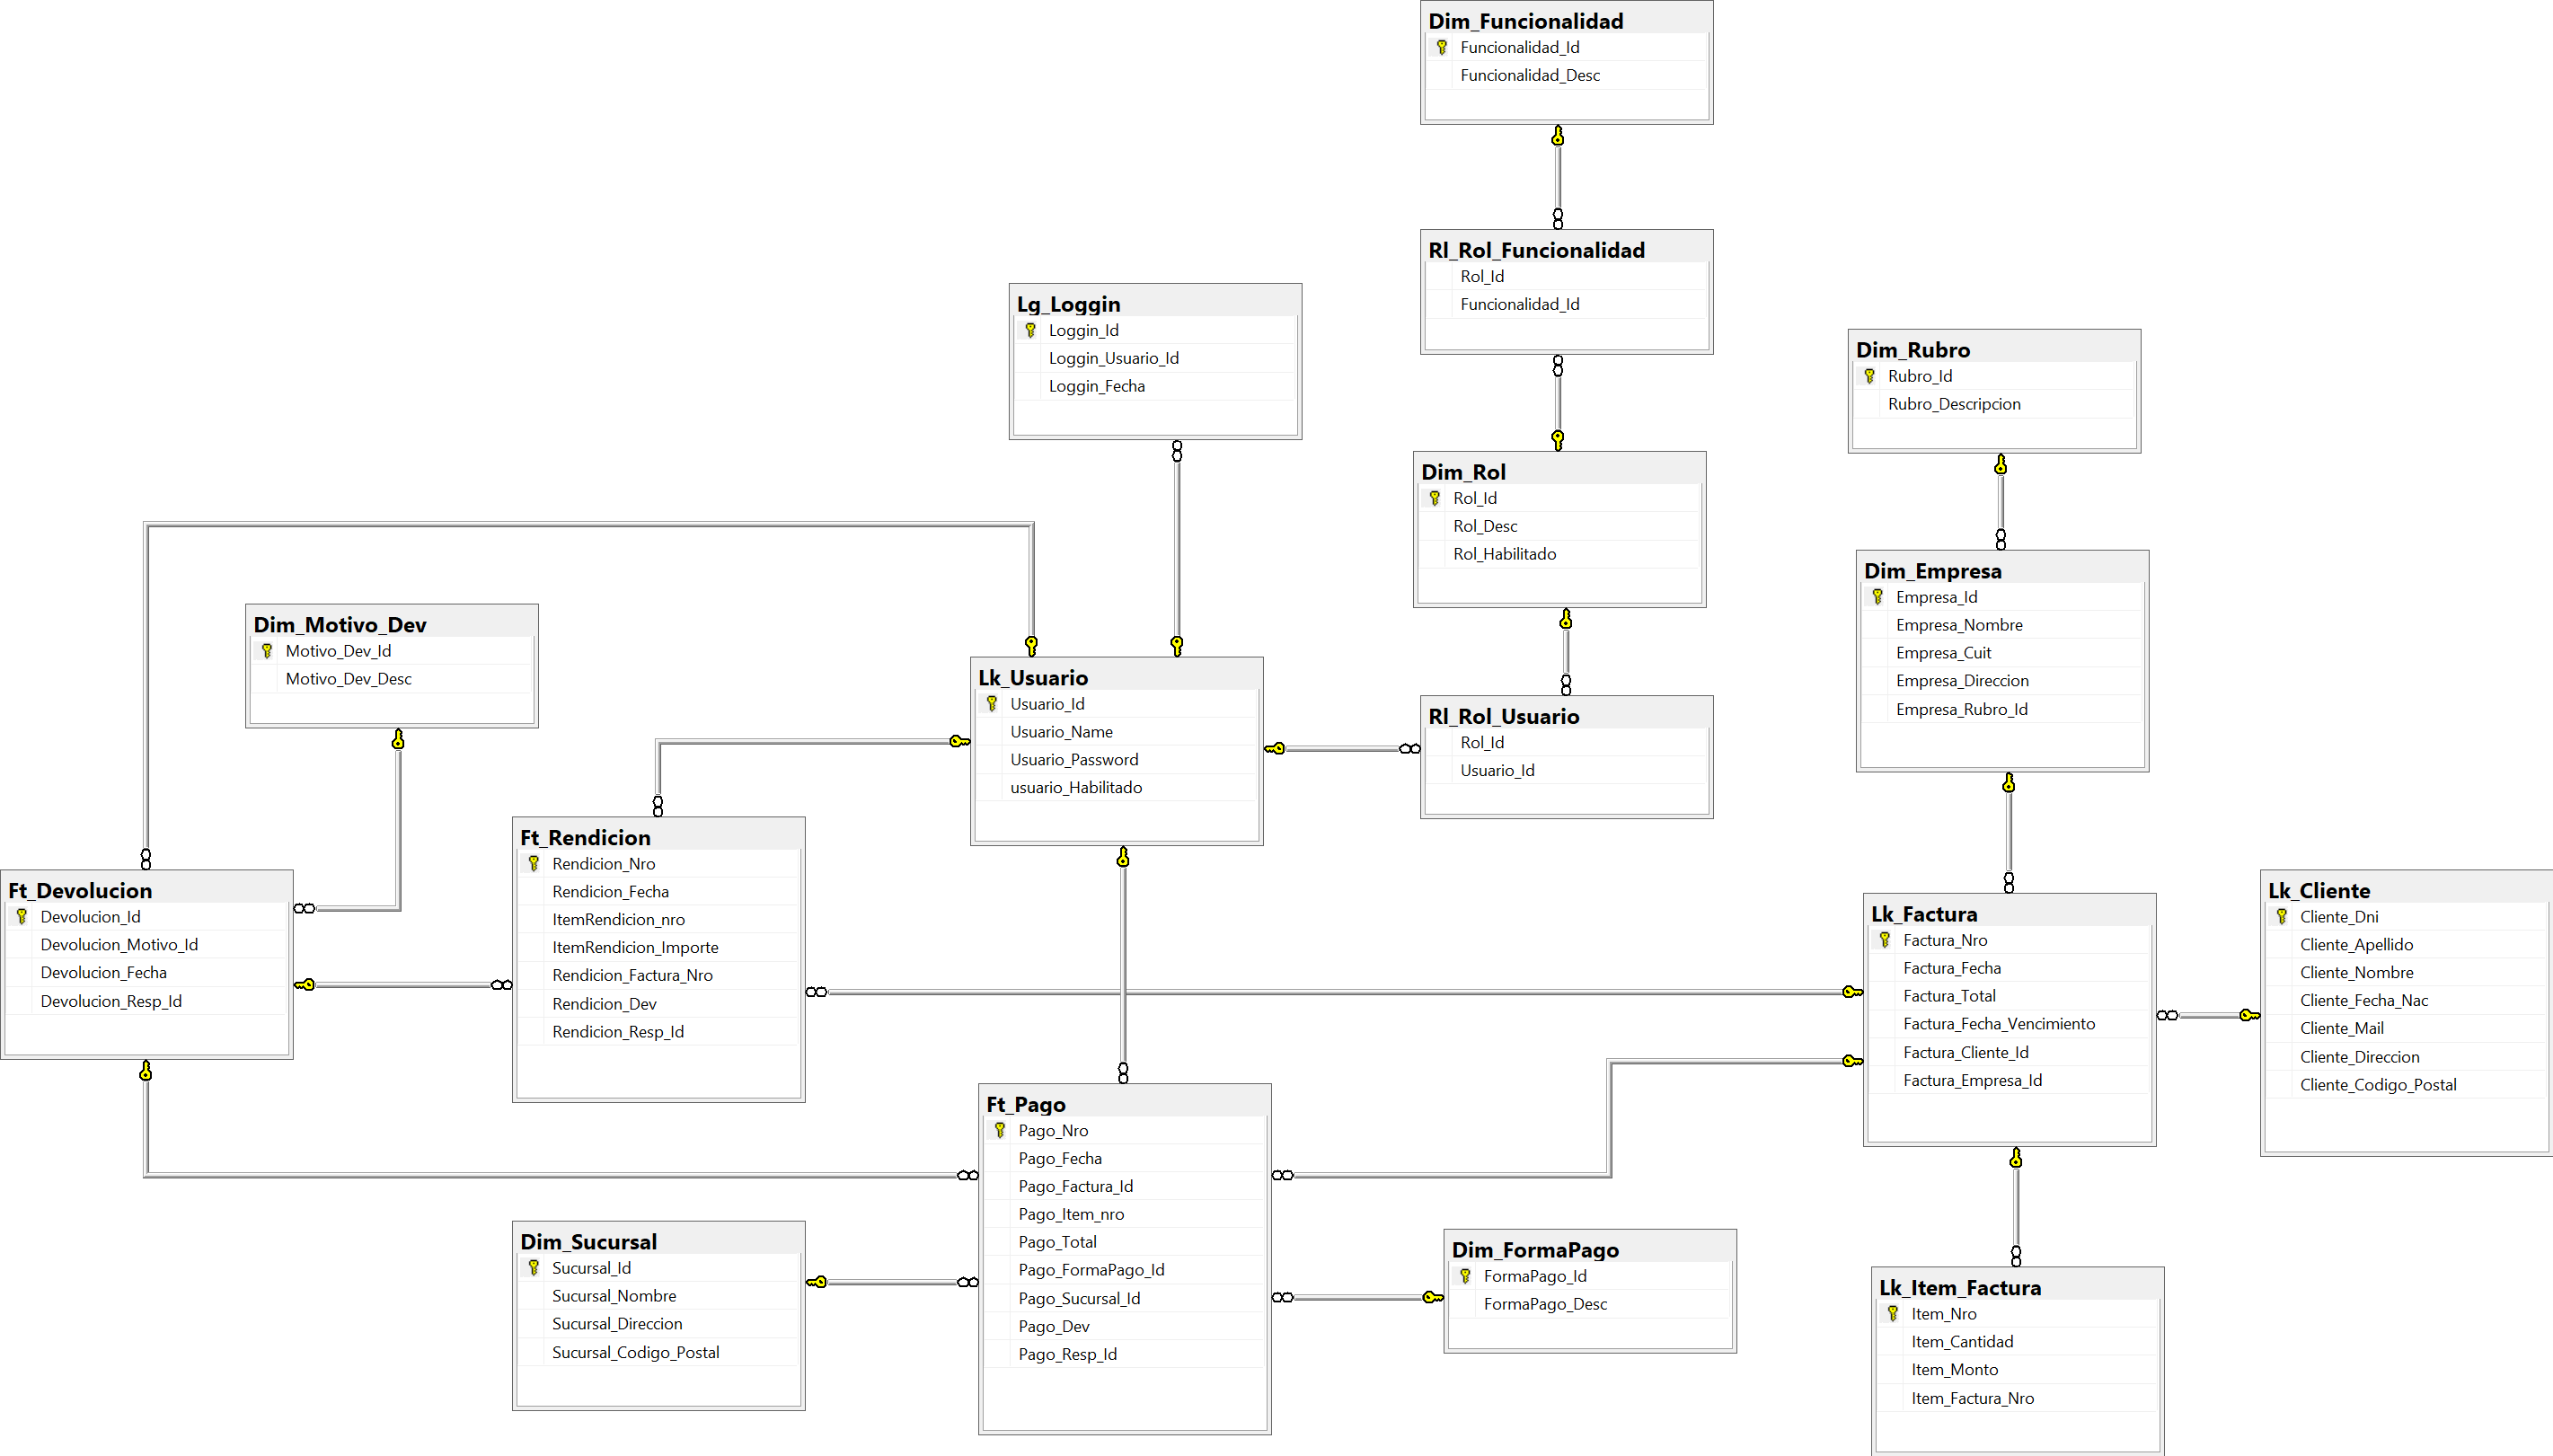 Dim_Funcionalidad
Funcionalidad_Id
Funcionalidad_Desc
Rl_Rol_Funcionalidad
Rol_Id
Funcionalidad_Id
Lg_Loggin
Loggin_Id
Loggin_Usuario_Id
Loggin_Fecha
Dim_Rubro
Rubro_Id
Rubro_Descripcion
Dim_Rol
Rol_Id
Rol_Desc
Rol_Habilitado
Dim_Empresa
Empresa_Id
Empresa_Nombre
Empresa_Cuit
Empresa_Direccion
Empresa_Rubro_Id
Dim_Motivo_Dev
Motivo_Dev_Id
Motivo_Dev_Desc
Lk_Usuario
Usuario_Id
Usuario_Name
Usuario_Password
usuario_Habilitado
Rl_Rol_Usuario
Rol_Id
Usuario_Id
Ft_Rendicion
Rendicion_Nro
Rendicion_Fecha
ItemRendicion_nro
ItemRendicion_Importe
Rendicion_Factura_Nro
Rendicion_Dev
Rendicion_Resp_Id
Ft_Devolucion
Devolucion_Id
Devolucion_Motivo_Id
Devolucion_Fecha
Devolucion_Resp_Id
Lk_Factura
Factura_Nro
Factura_Fecha
Factura_Total
Factura_Fecha_Vencimiento
Factura_Cliente_Id
Factura_Empresa_Id
Lk_Cliente
Cliente_Dni
Cliente_Apellido
Cliente_Nombre
Cliente_Fecha_Nac
Cliente_Mail
Cliente_Direccion
Cliente_Codigo_Postal
Ft_Pago
Pago_Nro
Pago_Fecha
Pago_Factura_Id
Pago_Item_nro
Pago_Total
Pago_FormaPago_Id
Pago_Sucursal_Id
Pago_Dev
Pago_Resp_Id
Dim_Sucursal
Sucursal_Id
Sucursal_Nombre
Sucursal_Direccion
Sucursal_Codigo_Postal
Dim_FormaPago
FormaPago_Id
FormaPago_Desc
Lk_Item_Factura
Item_Nro
Item_Cantidad
Item_Monto
Item_Factura_Nro